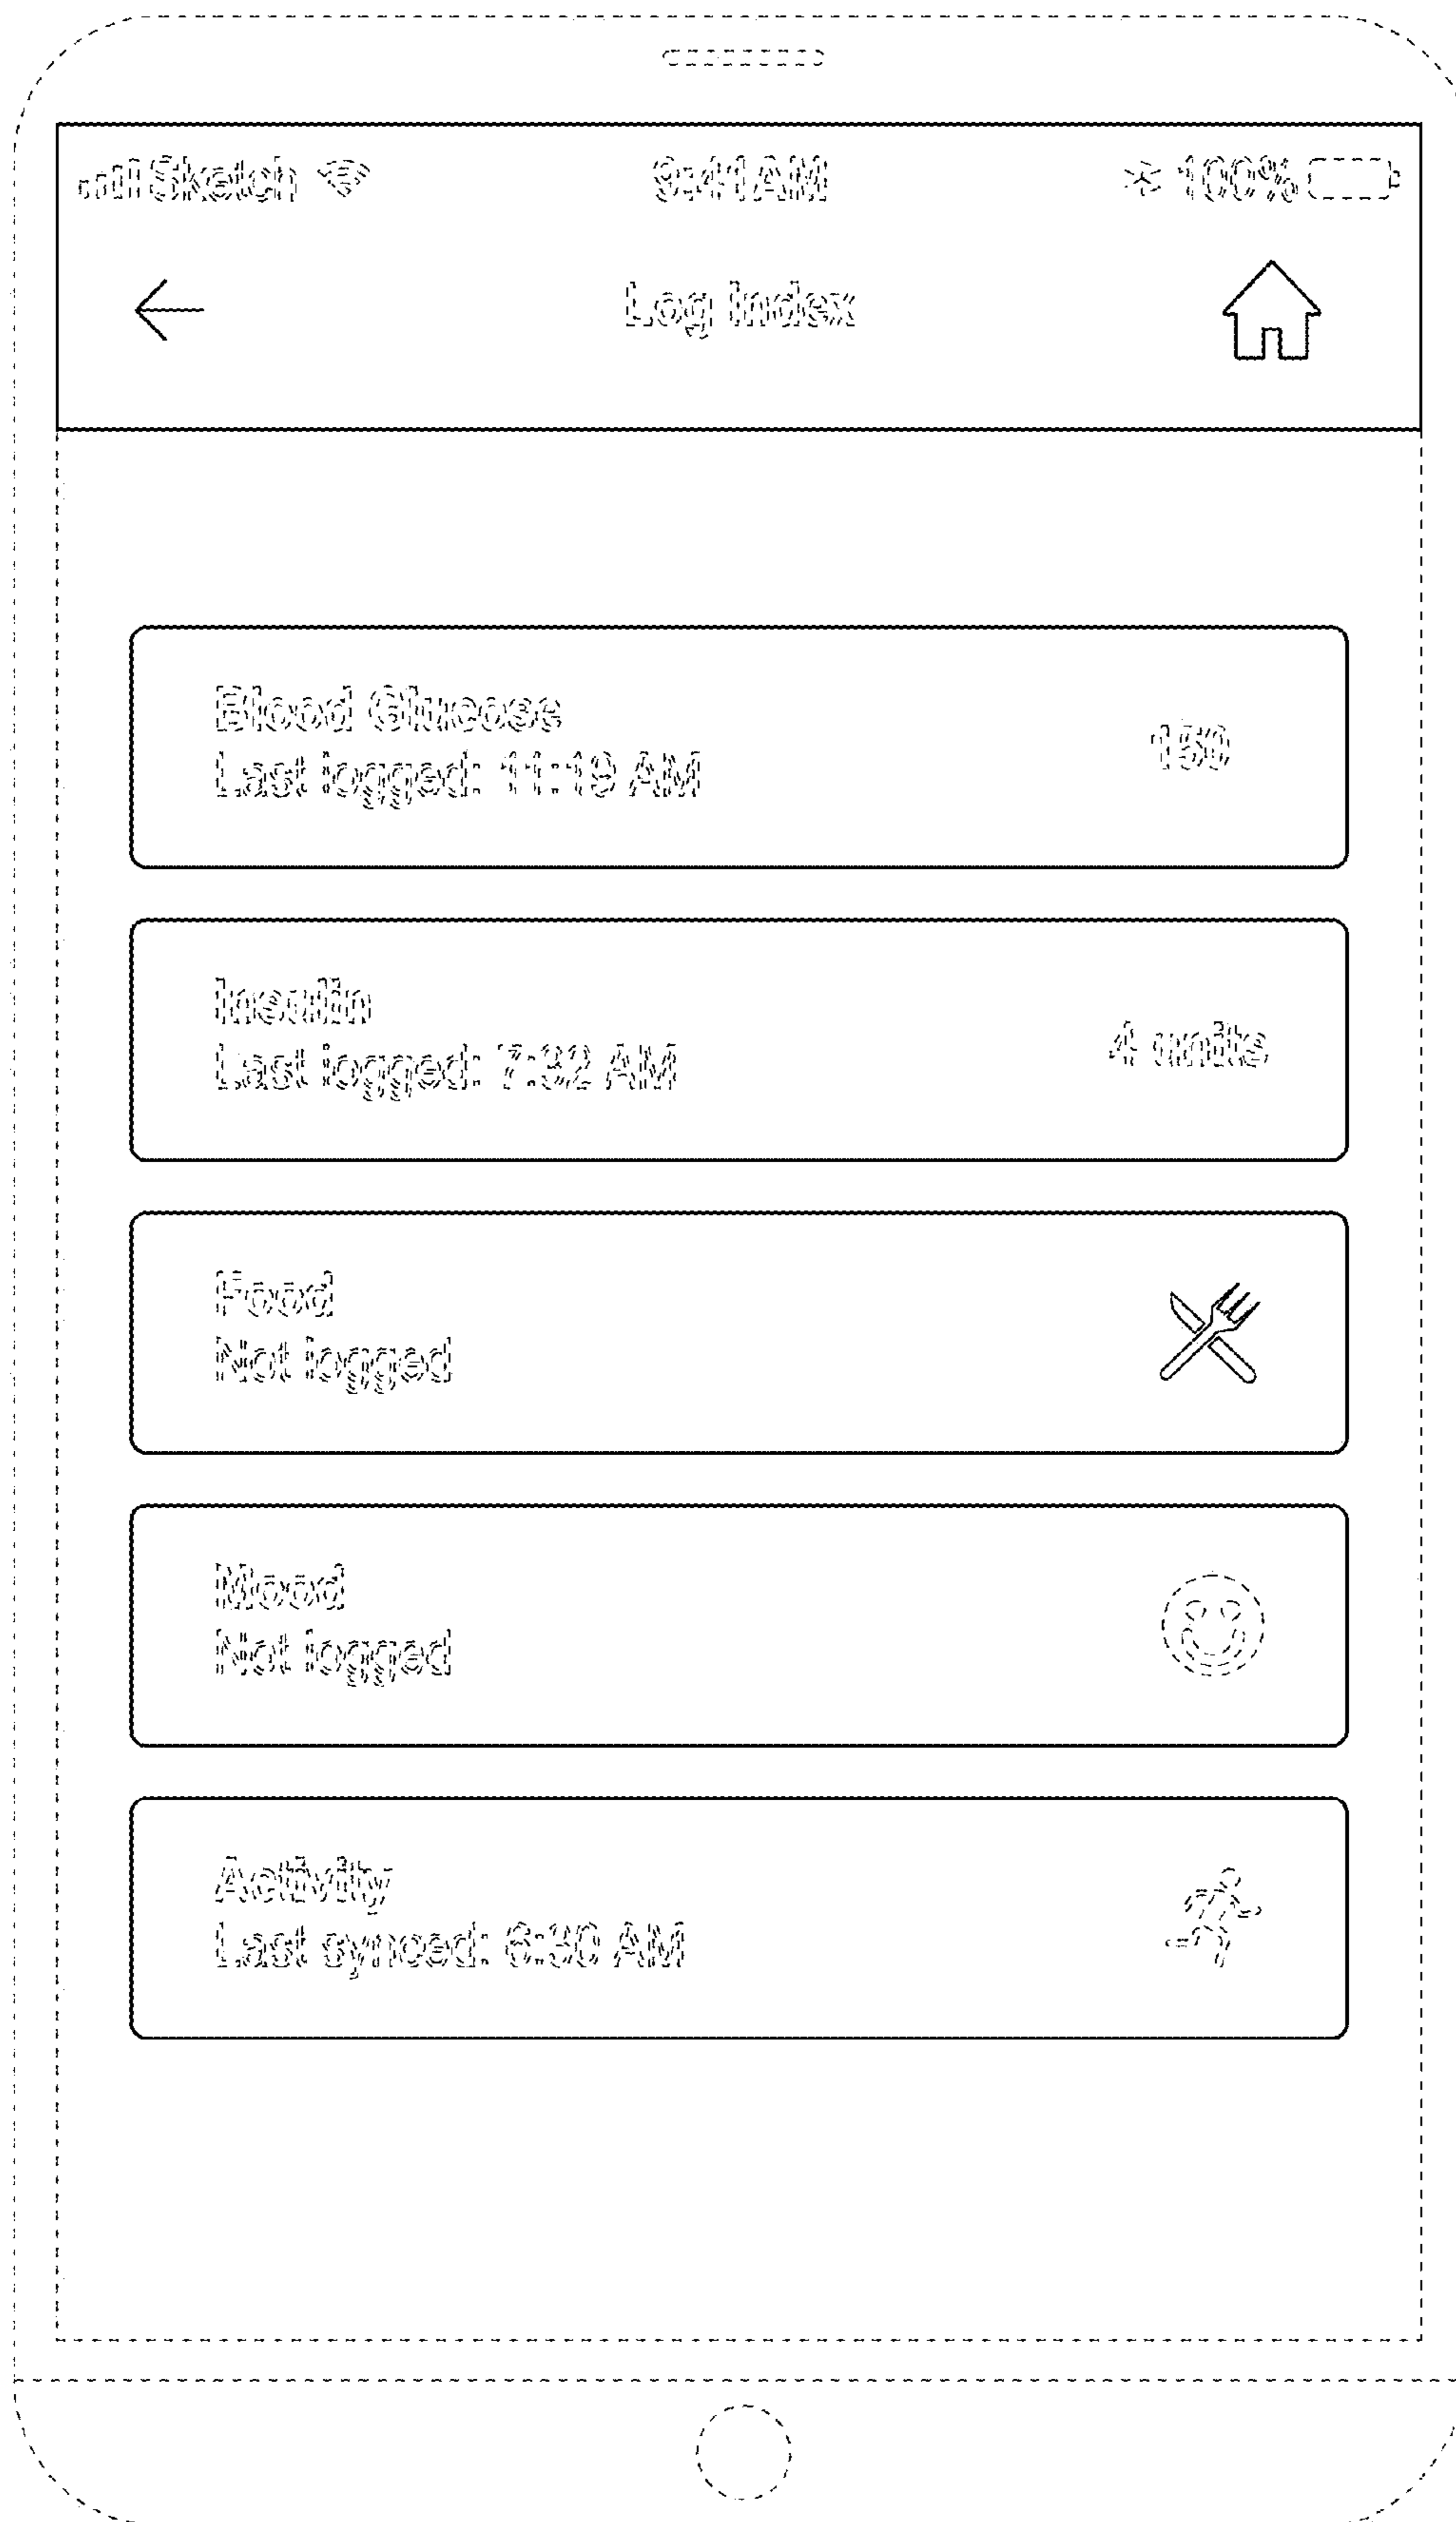 Sketch 9:41 AM 100%
Log Index
Blood Glucose
Last logged: 11:19 AM
150
Insulin
Last logged: 7:32 AM
4 units
Food
Not logged
Mood
Not logged
Activity
Last synced: 6:30 AM